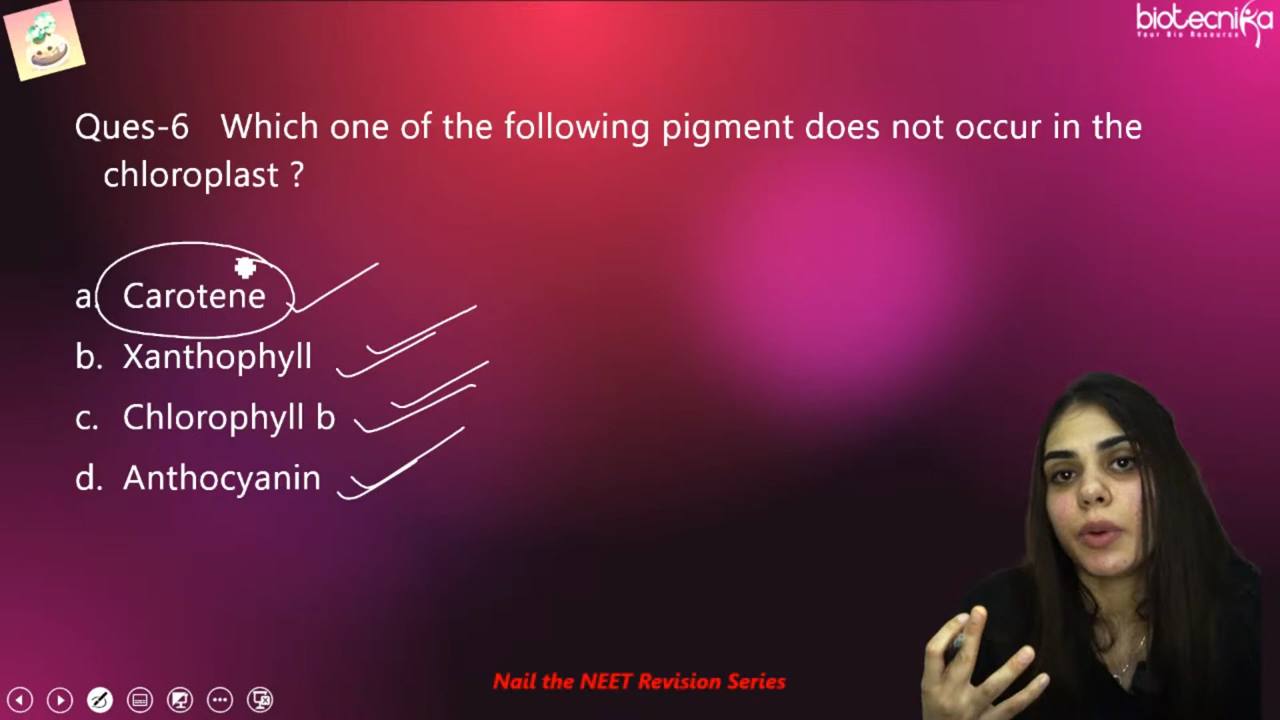 biotecnika
Your Bio Resource
Ques-6 Which one of the following pigment does not occur in the
chloroplast ?
a. Carotene
b. Xanthophyll
c. Chlorophyll b
d. Anthocyanin
Nail the NEET Revision Series